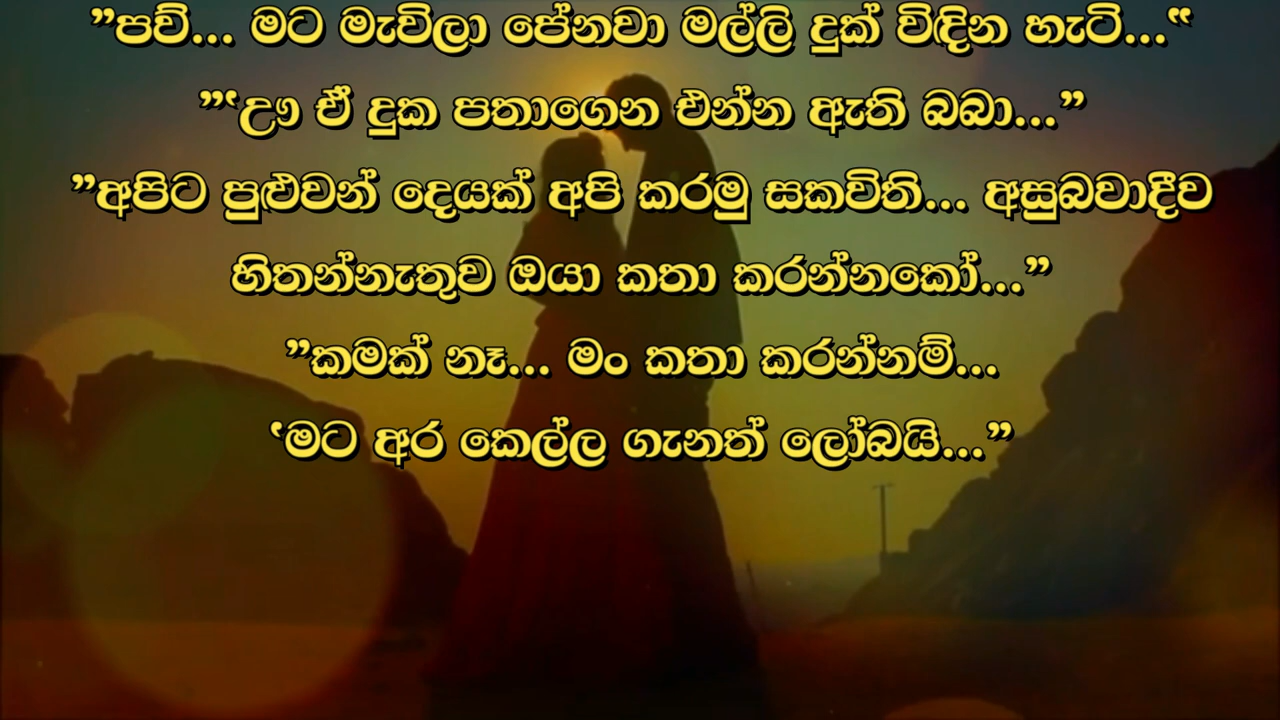 ”පව්... මට මැවිලා පේනවා මල්ලි දුක් විඳින හැටි...“
”‛ඌ ඒ දුක පතාගෙන එන්න ඇති බබා...”
”අපිට පුළුවන් දෙයක් අපි කරමු සකවිති... අසුබවාදීව
හිතන්නැතුව ඔයා කතා කරන්නකෝ...”
”කමක් නෑ... මං කතා කරන්නම්...
‛මට අර කෙල්ල ගැනත් ලෝබයි...”